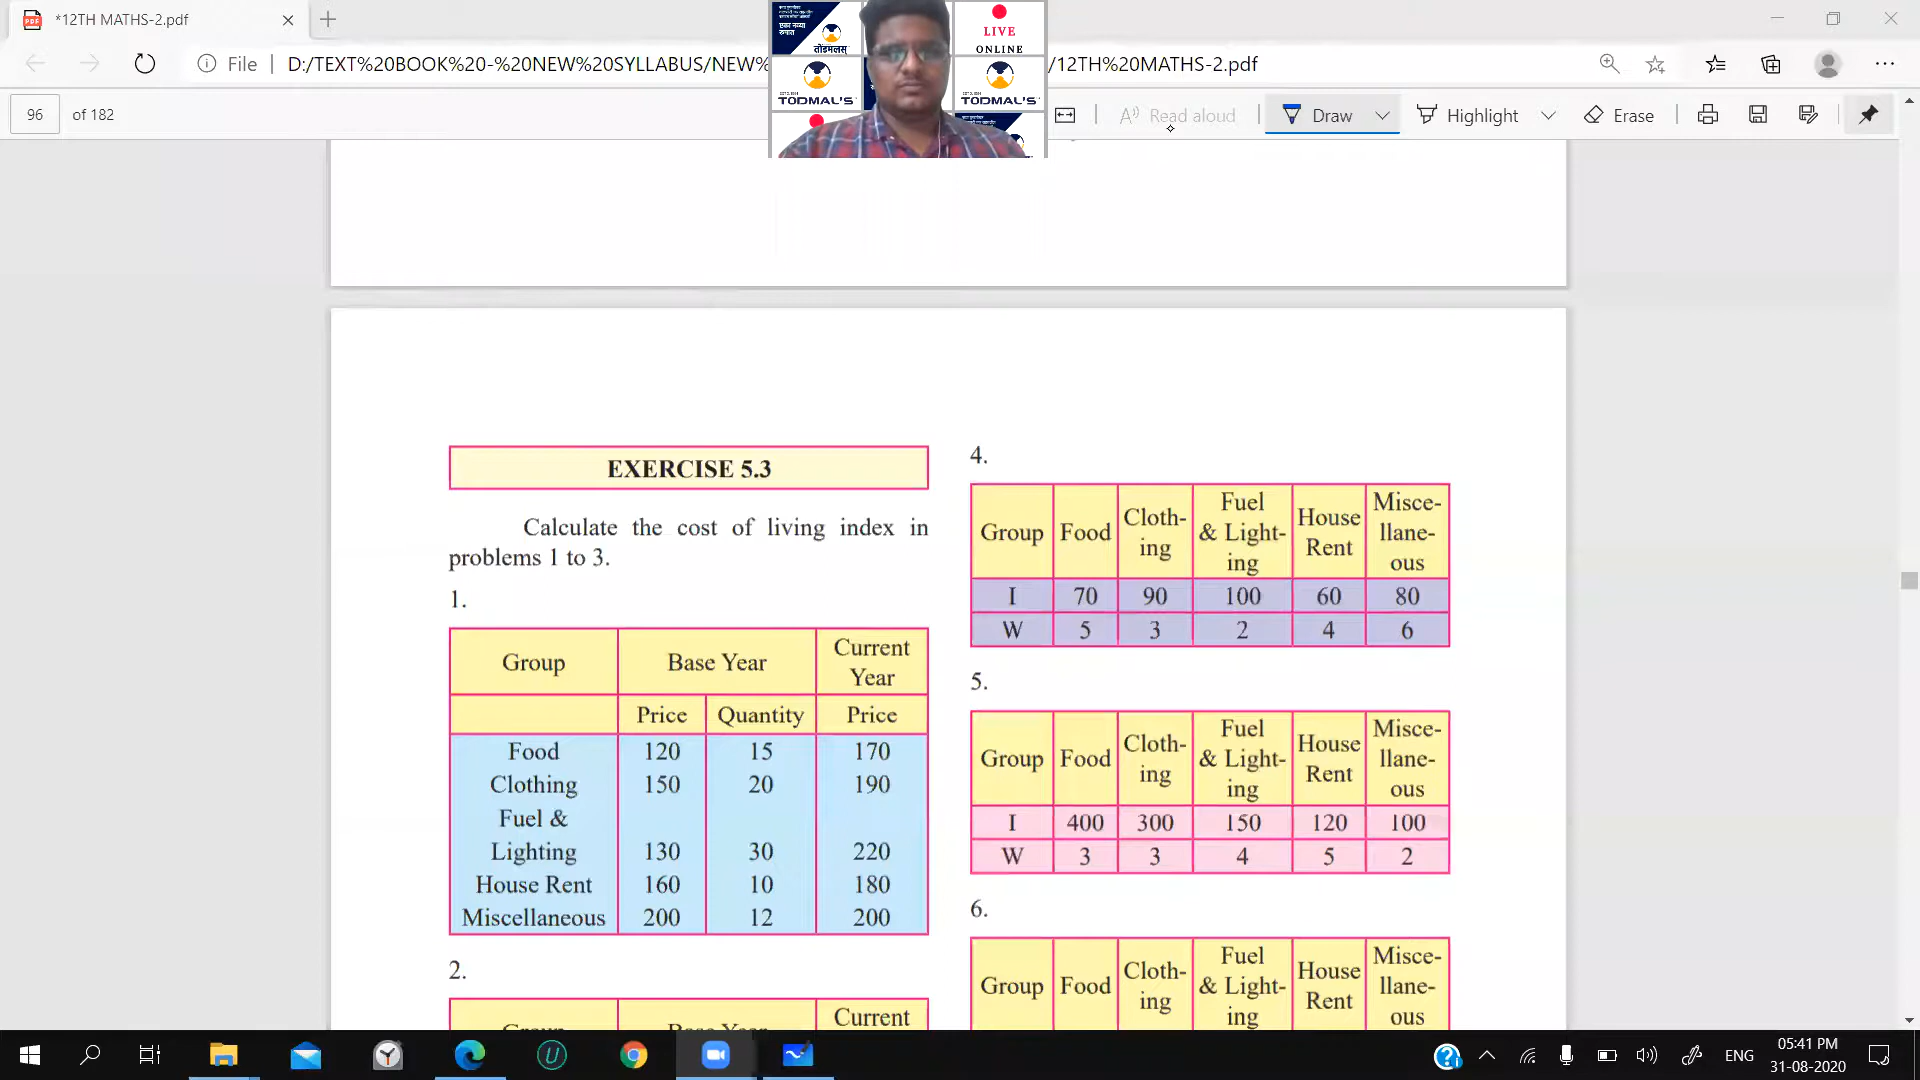 *12TH MATHS-2.pdf
File
D:/TEXT%20BOOK%20-%20NEW%20SYLLABUS/NEW%
/12TH%20MATHS-2.pdf
96 of 182
Read aloud
Draw
Highlight
Erase
तोडमलस्
LIVE
ONLINE
TODMAL'S
TODMAL'S
EXERCISE 5.3
Calculate the cost of living index in
problems 1 to 3.
1.
Group Base Year Current Year
Price Quantity Price
Food 120 15 170
Clothing 150 20 190
Fuel &
Lighting 130 30 220
House Rent 160 10 180
Miscellaneous 200 12 200
2.
Group Base Year Current
4.
Group Food Cloth-ing Fuel & Light-ing House Rent Misce-llane-ous
I 70 90 100 60 80
W 5 3 2 4 6
5.
Group Food Cloth-ing Fuel & Light-ing House Rent Misce-llane-ous
I 400 300 150 120 100
W 3 3 4 5 2
6.
Group Food Cloth-ing Fuel & Light-ing House Rent Misce-llane-ous
ENG
05:41 PM
31-08-2020